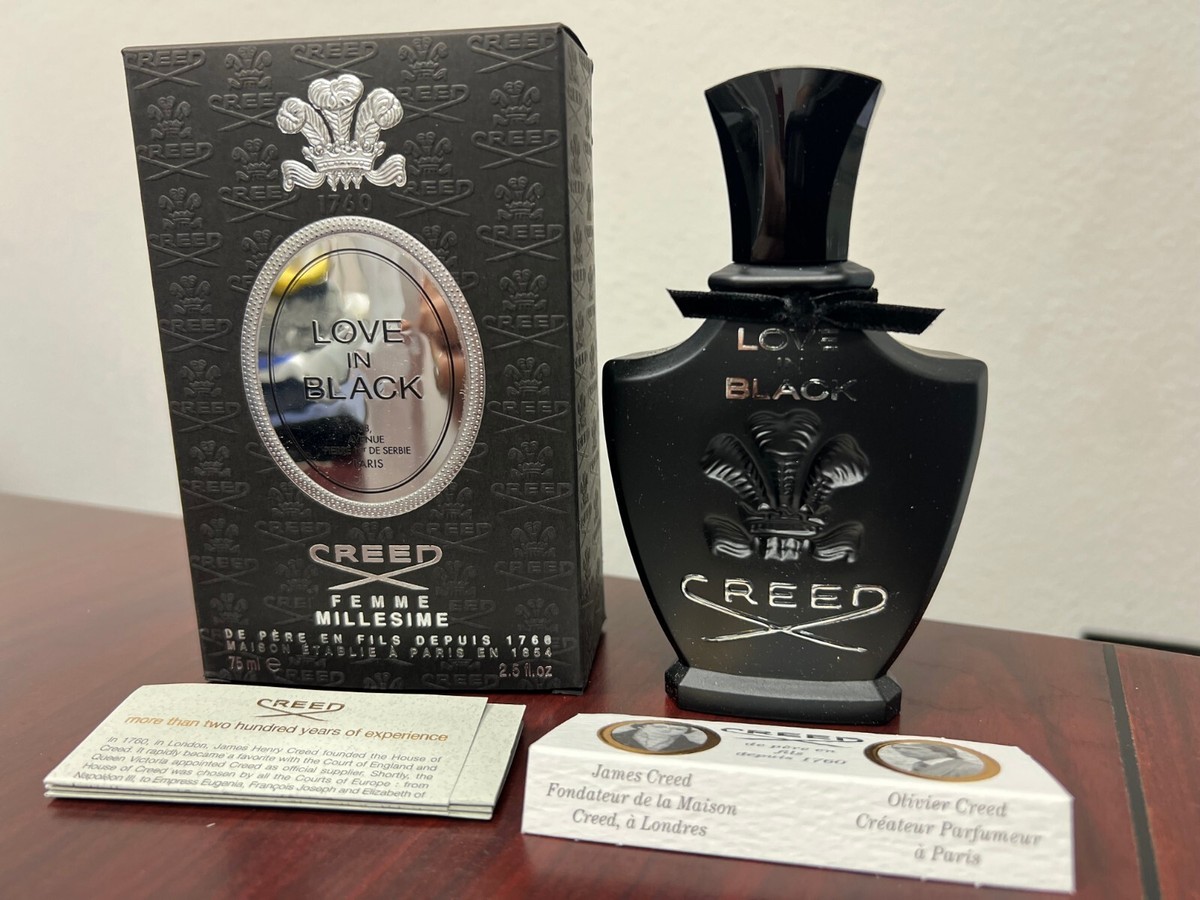 1760
LOVE
IN
BLACK
DE SERBIE
PARIS
CREED
FEMME
MILLESIME
DE PÈRE EN FILS DEPUIS 1760
MAISON ÉTABLIE À PARIS EN 1854
75 ml ℮
2.5 fl.oz
LOVE
IN
BLACK
CREED
CREED
more than two hundred years of experience
In 1760, in London, James Henry Creed founded the House of
Creed. It rapidly became a favorite with the Court of England and
Queen Victoria appointed Creed as official supplier. Shortly, the
House of Creed was chosen by all the Courts of Europe : from
Napoléon III, to Empress Eugenia, François Joseph and Elizabeth of
CREED
de père en
fils
depuis 1760
James Creed
Fondateur de la Maison
Creed, à Londres
Olivier Creed
Créateur Parfumeur
à Paris